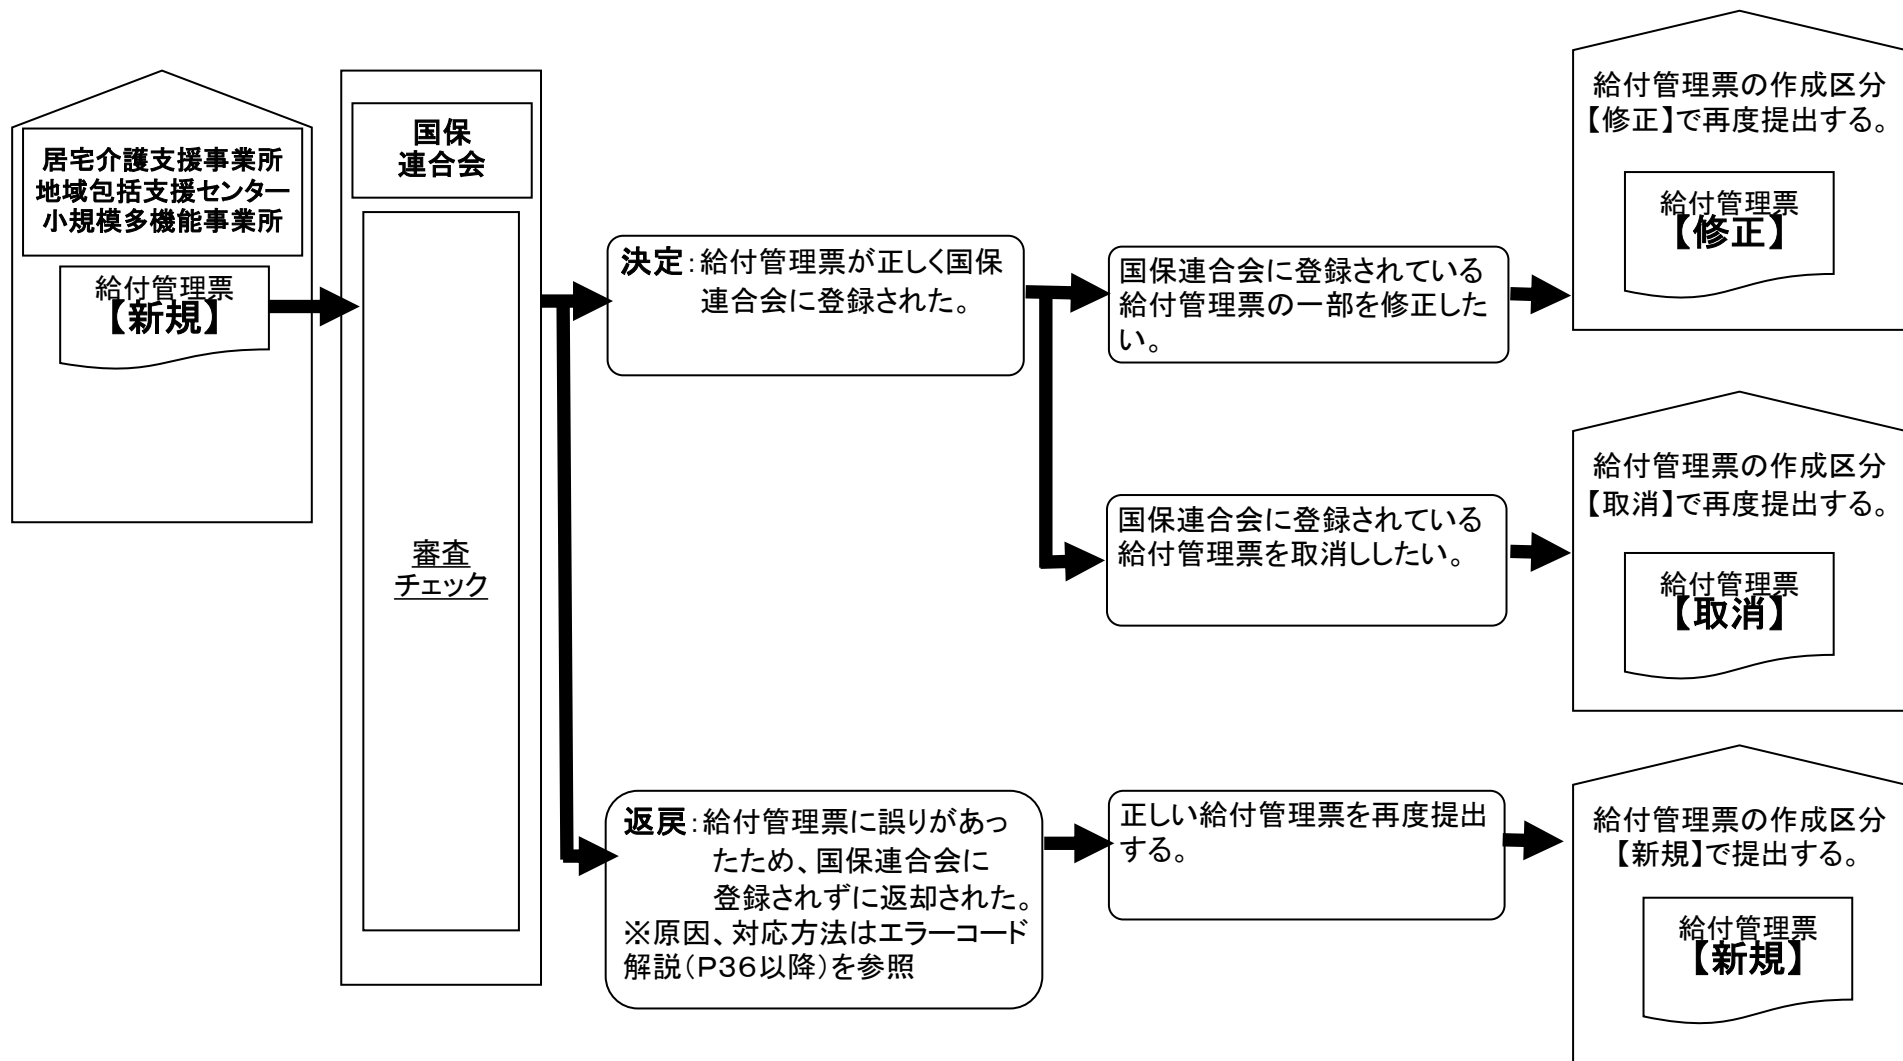 居宅介護支援事業所
地域包括支援センター
小規模多機能事業所
給付管理票
【新規】
国保
連合会
審査
チェック
決定：給付管理票が正しく国保
連合会に登録された。
国保連合会に登録されている
給付管理票の一部を修正した
い。
給付管理票の作成区分
【修正】で再度提出する。
給付管理票
【修正】
国保連合会に登録されている
給付管理票を取消ししたい。
給付管理票の作成区分
【取消】で再度提出する。
給付管理票
【取消】
返戻：給付管理票に誤りがあっ
たため、国保連合会に
登録されずに返却された。
※原因、対応方法はエラーコード
解説（Ｐ３６以降）を参照
正しい給付管理票を再度提出
する。
給付管理票の作成区分
【新規】で提出する。
給付管理票
【新規】